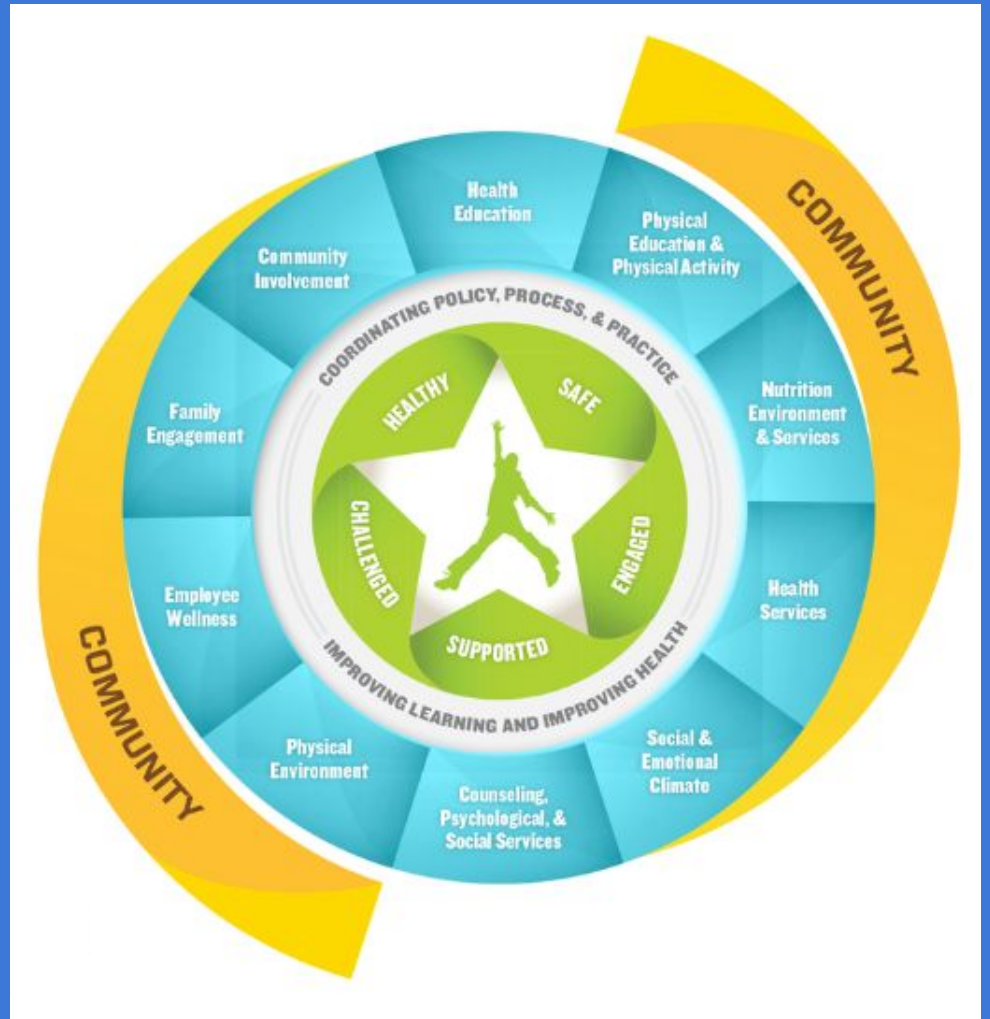 COMMUNITY
Health
Education
Physical
Education &
Physical Activity
Nutrition
Environment
& Services
Health
Services
Social &
Emotional
Climate
Counseling,
Psychological, &
Social Services
Physical
Environment
Employee
Wellness
Family
Engagement
Community
Involvement
COORDINATING POLICY, PROCESS, & PRACTICE
IMPROVING LEARNING AND IMPROVING HEALTH
HEALTHY
SAFE
ENGAGED
SUPPORTED
CHALLENGED
COMMUNITY